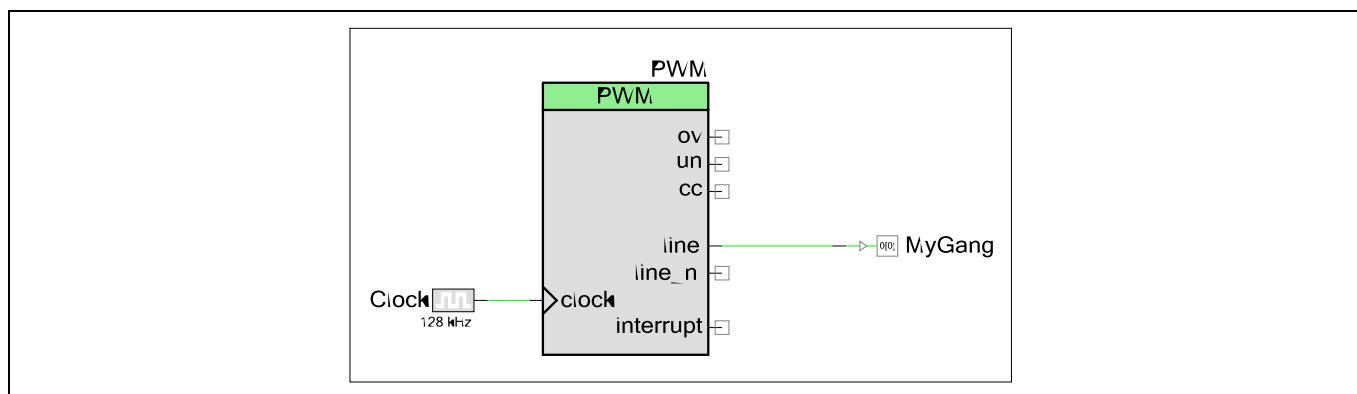 PWM
PWM
ov
un
cc
line
MyGang
line_n
Clock
clock
128 kHz
interrupt